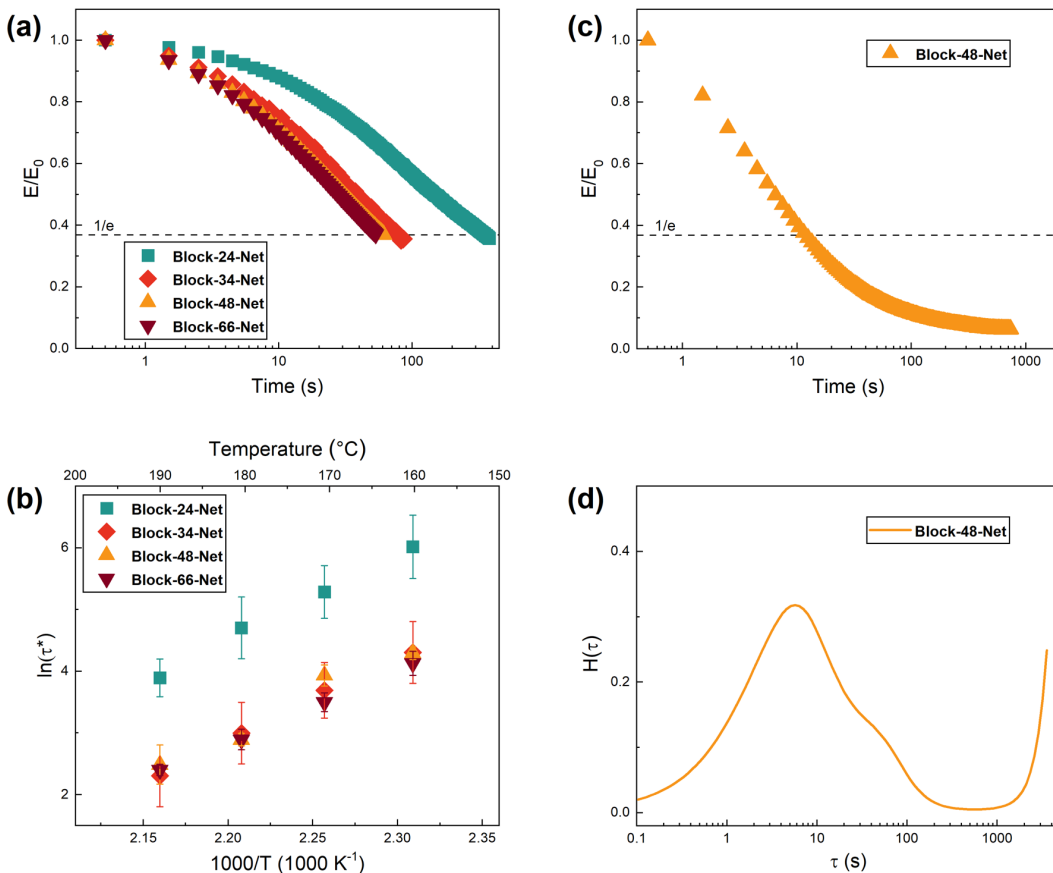 (a)
1.0
0.8
0.6
0.4
0.2
0.0
E/E₀
1/e
Block-24-Net
Block-34-Net
Block-48-Net
Block-66-Net
1
10
100
Time (s)
(c)
1.0
0.8
0.6
0.4
0.2
0.0
E/E₀
1/e
Block-48-Net
1
10
100
1000
Time (s)
(b)
Temperature (°C)
200
190
180
170
160
150
Block-24-Net
Block-34-Net
Block-48-Net
Block-66-Net
6
4
2
ln(τ*)
2.15
2.20
2.25
2.30
2.35
1000/T (1000 K⁻¹)
(d)
Block-48-Net
0.4
0.2
0.0
H(τ)
0.1
1
10
100
1000
τ (s)